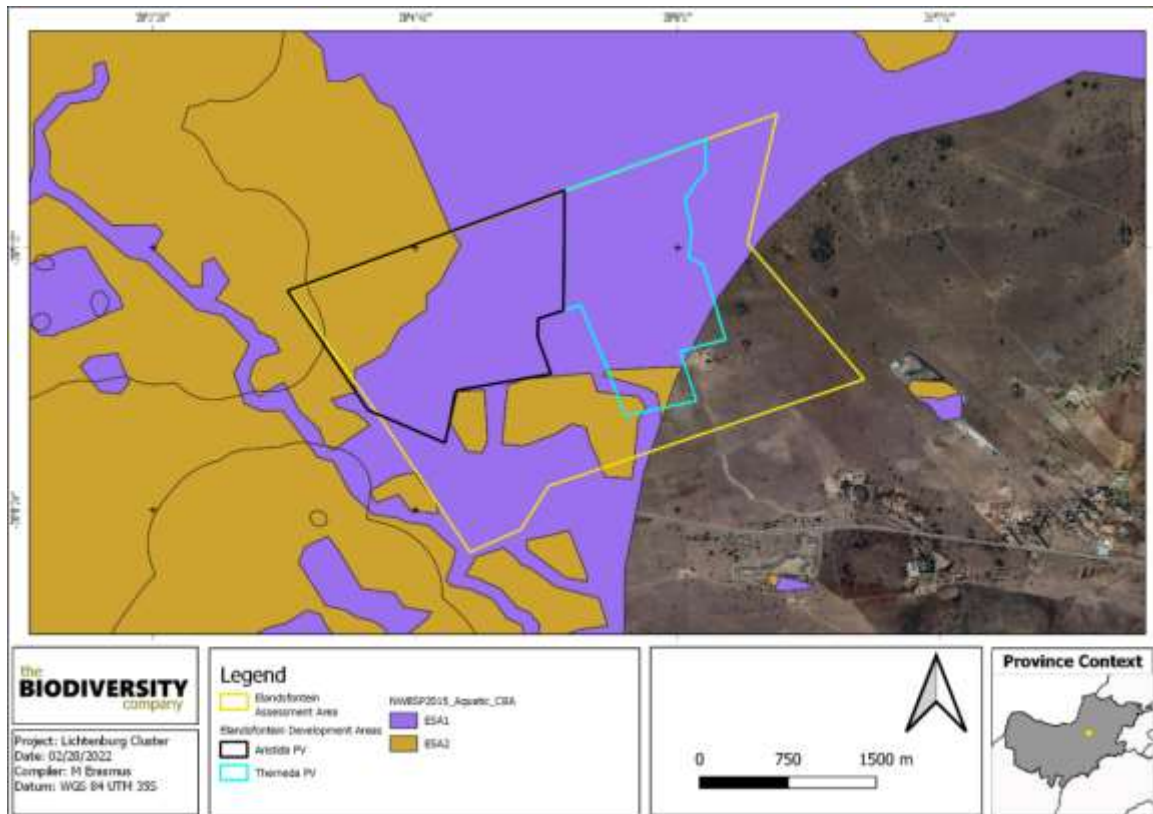 the
BIODIVERSITY
company
Project: Lichtenburg Cluster
Date: 02/28/2022
Compiler: M Erasmus
Datum: WGS 84 UTM 35S
Legend
Elandsfontein
Assessment Area
Elandsfontein Development Areas
Aristida PV
Themeda PV
NWBSP2015_Aquatic_CBA
ESA1
ESA2
0 750 1500 m
Province Context